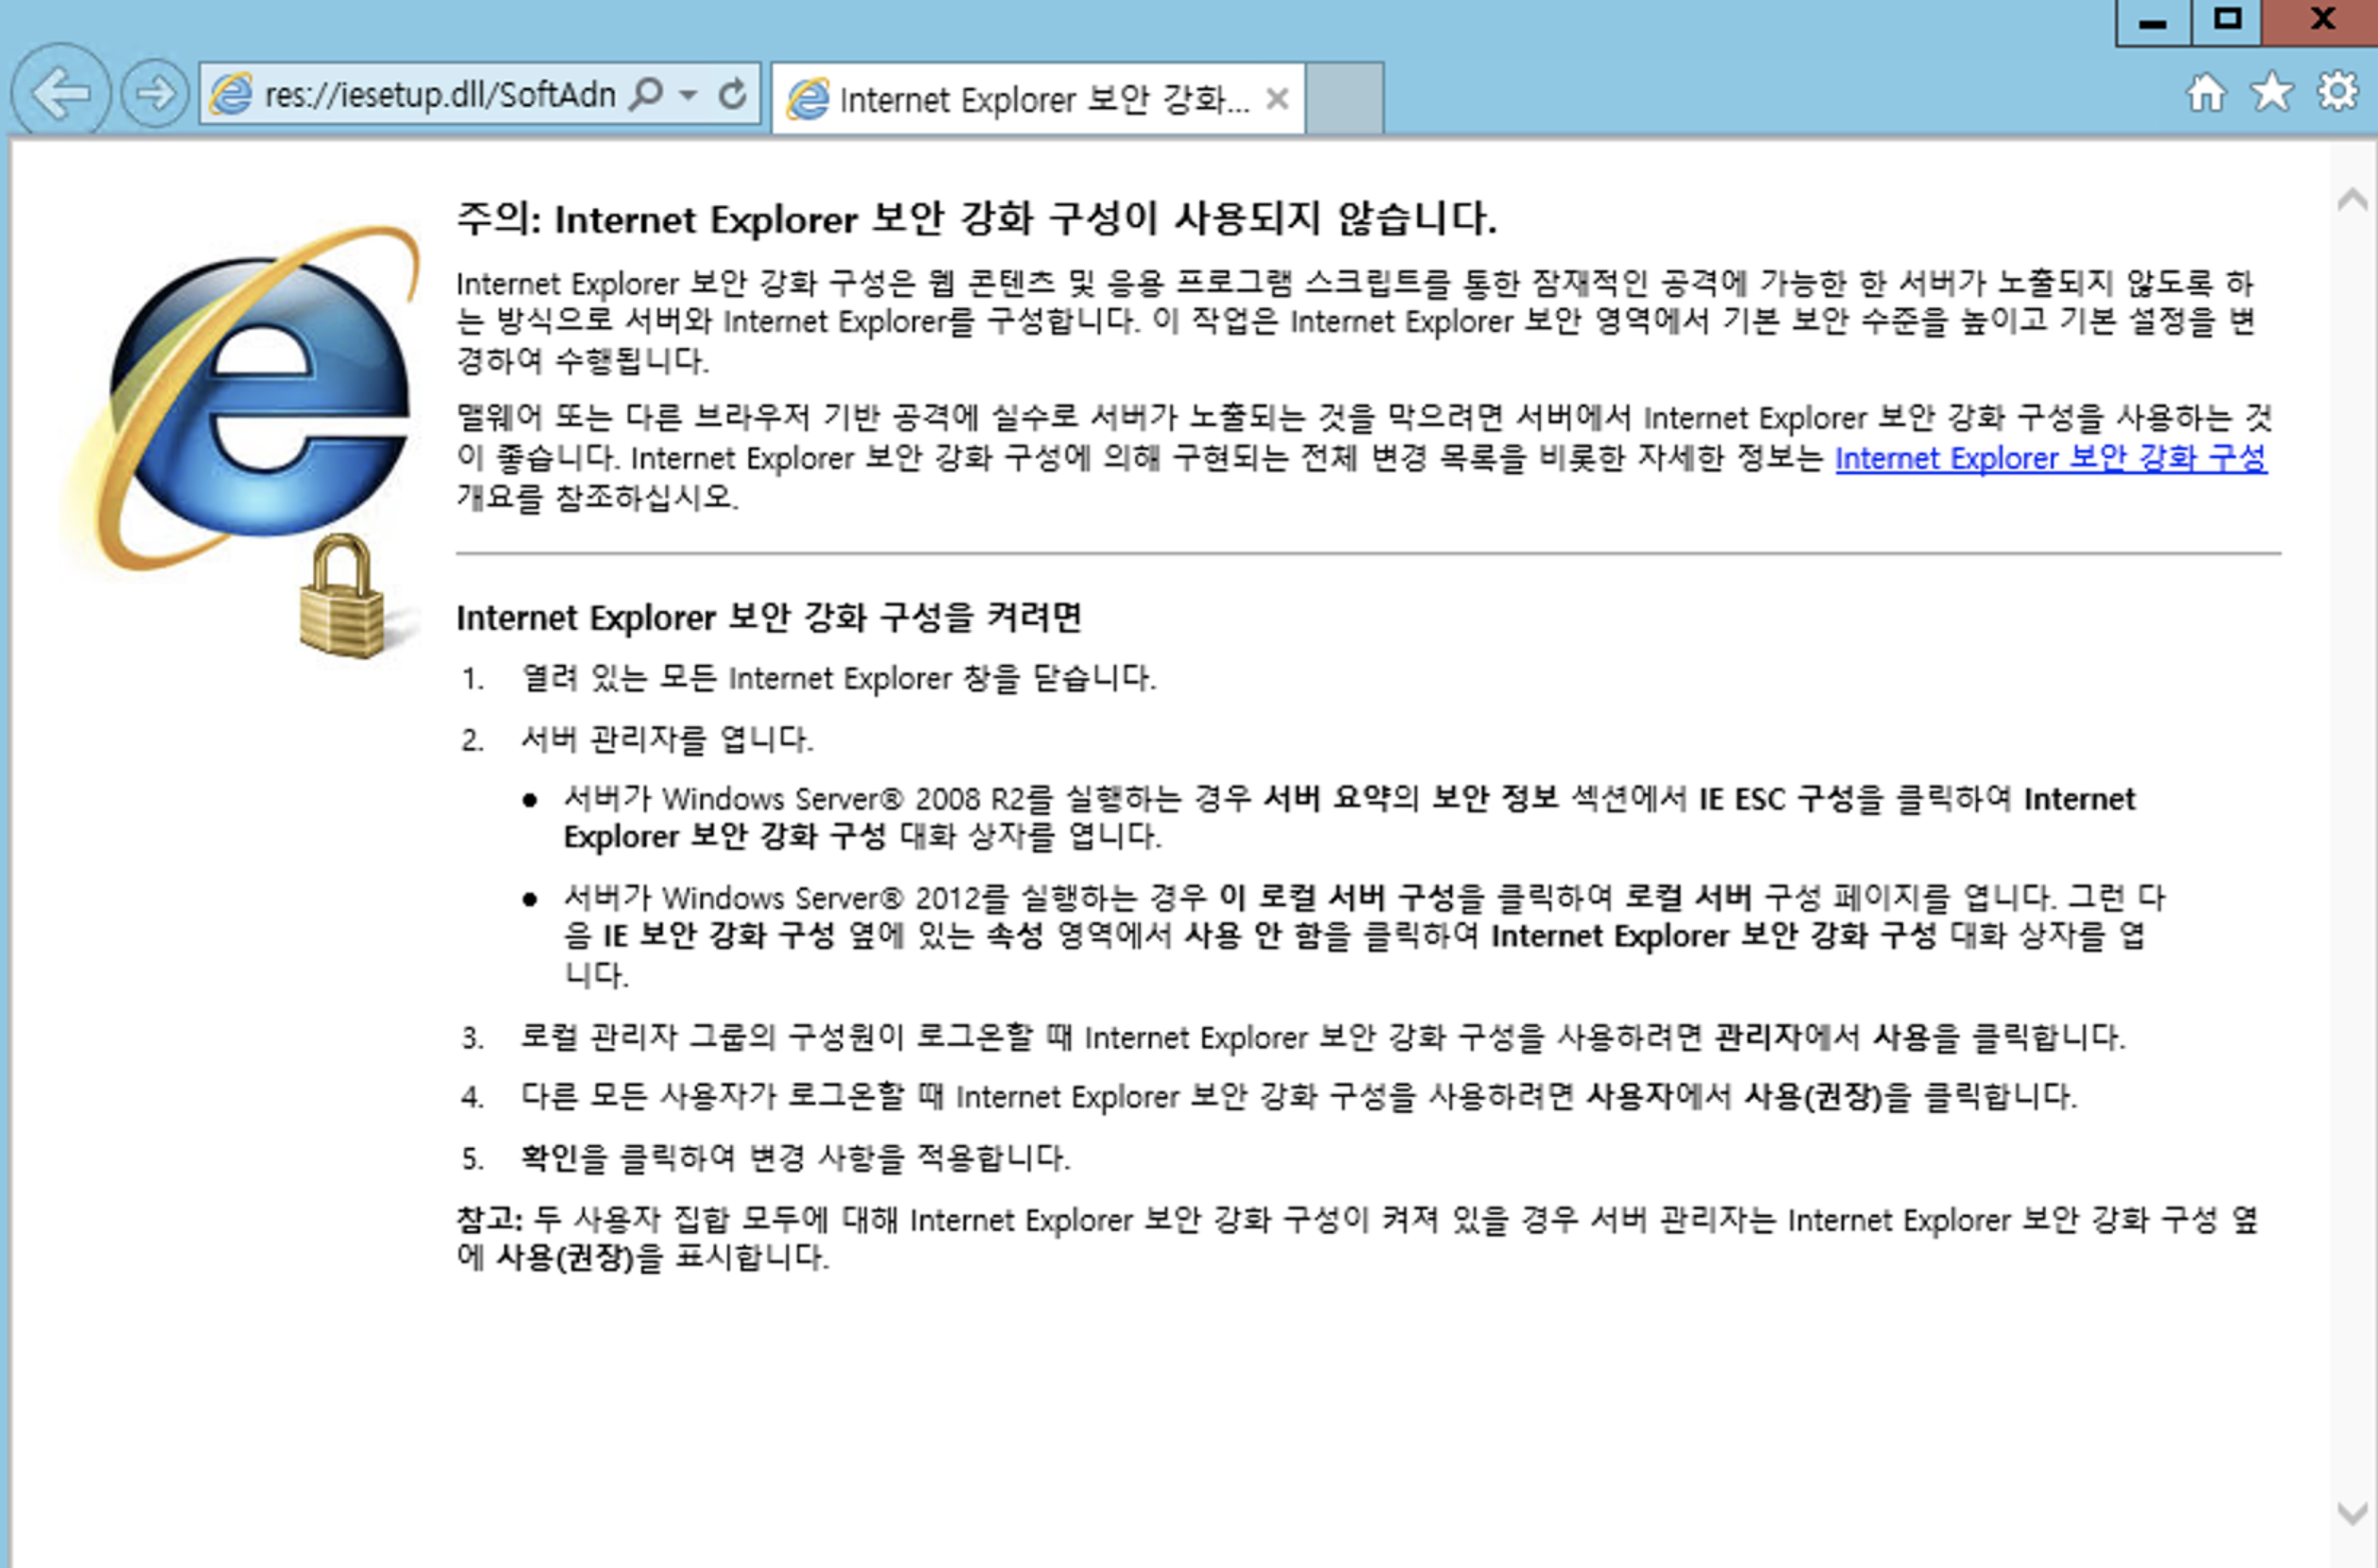 res://iesetup.dll/SoftAdn
Internet Explorer 보안 강화...
주의: Internet Explorer 보안 강화 구성이 사용되지 않습니다.
Internet Explorer 보안 강화 구성은 웹 콘텐츠 및 응용 프로그램 스크립트를 통한 잠재적인 공격에 가능한 한 서버가 노출되지 않도록 하
는 방식으로 서버와 Internet Explorer를 구성합니다. 이 작업은 Internet Explorer 보안 영역에서 기본 보안 수준을 높이고 기본 설정을 변
경하여 수행됩니다.
맬웨어 또는 다른 브라우저 기반 공격에 실수로 서버가 노출되는 것을 막으려면 서버에서 Internet Explorer 보안 강화 구성을 사용하는 것
이 좋습니다. Internet Explorer 보안 강화 구성에 의해 구현되는 전체 변경 목록을 비롯한 자세한 정보는 Internet Explorer 보안 강화 구성
개요를 참조하십시오.
Internet Explorer 보안 강화 구성을 켜려면
1. 열려 있는 모든 Internet Explorer 창을 닫습니다.
2. 서버 관리자를 엽니다.
● 서버가 Windows Server® 2008 R2를 실행하는 경우 서버 요약의 보안 정보 섹션에서 IE ESC 구성을 클릭하여 Internet
Explorer 보안 강화 구성 대화 상자를 엽니다.
● 서버가 Windows Server® 2012를 실행하는 경우 이 로컬 서버 구성을 클릭하여 로컬 서버 구성 페이지를 엽니다. 그런 다
음 IE 보안 강화 구성 옆에 있는 속성 영역에서 사용 안 함을 클릭하여 Internet Explorer 보안 강화 구성 대화 상자를 엽
니다.
3. 로컬 관리자 그룹의 구성원이 로그온할 때 Internet Explorer 보안 강화 구성을 사용하려면 관리자에서 사용을 클릭합니다.
4. 다른 모든 사용자가 로그온할 때 Internet Explorer 보안 강화 구성을 사용하려면 사용자에서 사용(권장)을 클릭합니다.
5. 확인을 클릭하여 변경 사항을 적용합니다.
참고: 두 사용자 집합 모두에 대해 Internet Explorer 보안 강화 구성이 켜져 있을 경우 서버 관리자는 Internet Explorer 보안 강화 구성 옆
에 사용(권장)을 표시합니다.